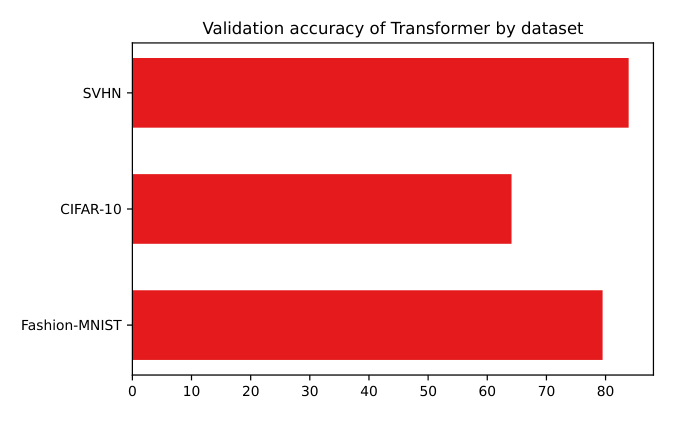 Validation accuracy of Transformer by dataset
SVHN
CIFAR-10
Fashion-MNIST
0 10 20 30 40 50 60 70 80